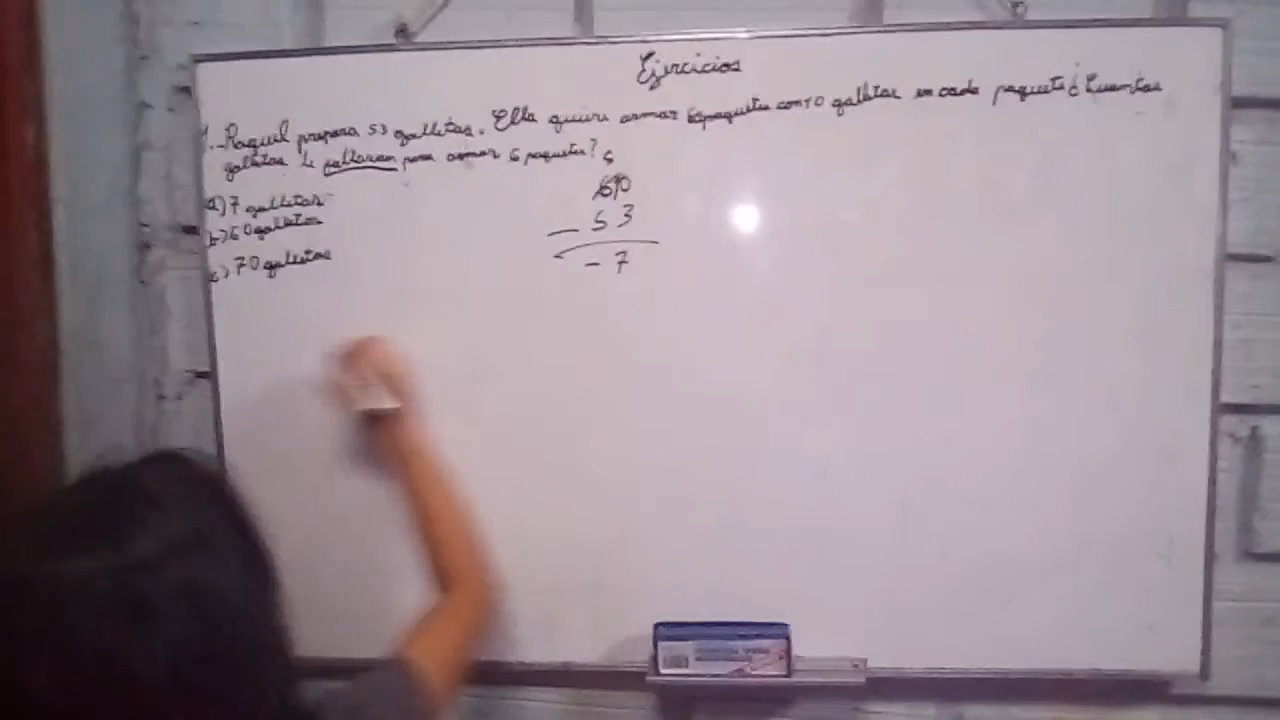 Ejercicios
1.- Raquel prepara 53 galletas. Ella quiere armar 6 paquetes con 10 galletas en cada paquete ¿Cuantas
galletas le faltaran para armar 6 paquetes?
a) 7 galletas
b) 60 galletas
c) 70 galletas
5
60
- 53
- 7